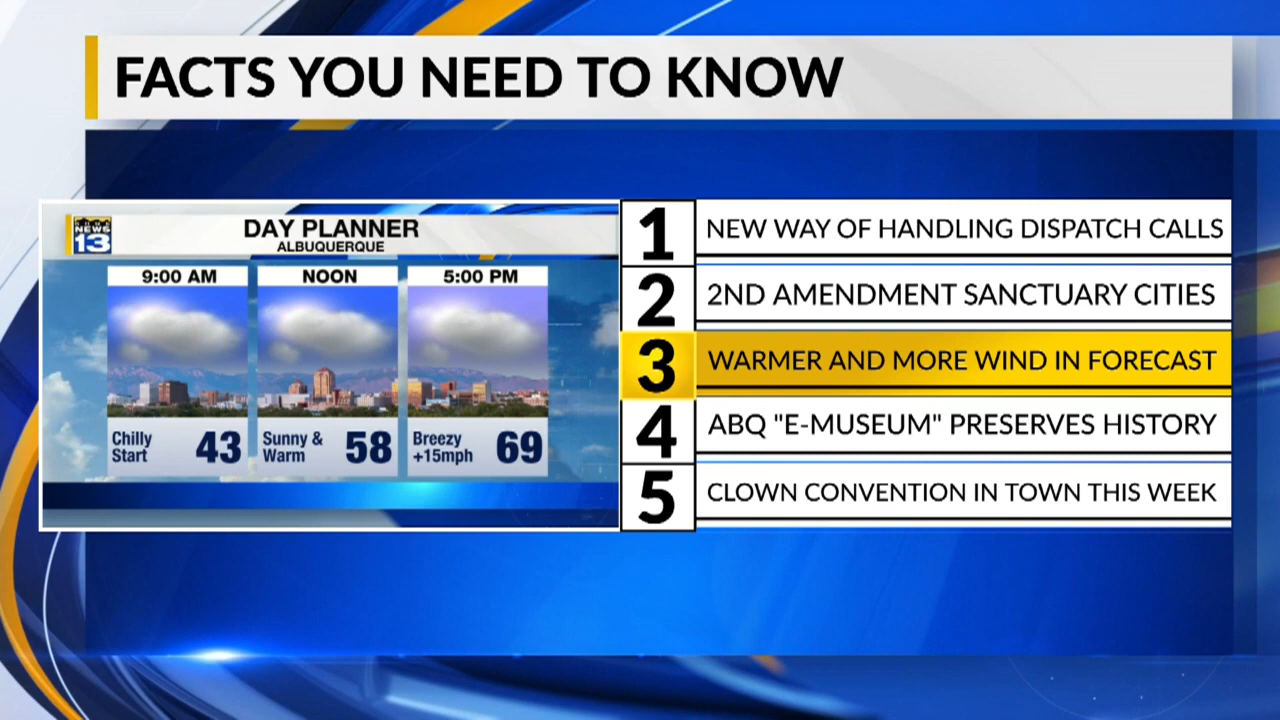 FACTS YOU NEED TO KNOW
NEWS
13
DAY PLANNER
ALBUQUERQUE
9:00 AM
NOON
5:00 PM
Chilly
Start
43
Sunny &
Warm
58
Breezy
+15mph
69
1 NEW WAY OF HANDLING DISPATCH CALLS
2 2ND AMENDMENT SANCTUARY CITIES
3 WARMER AND MORE WIND IN FORECAST
4 ABQ "E-MUSEUM" PRESERVES HISTORY
5 CLOWN CONVENTION IN TOWN THIS WEEK